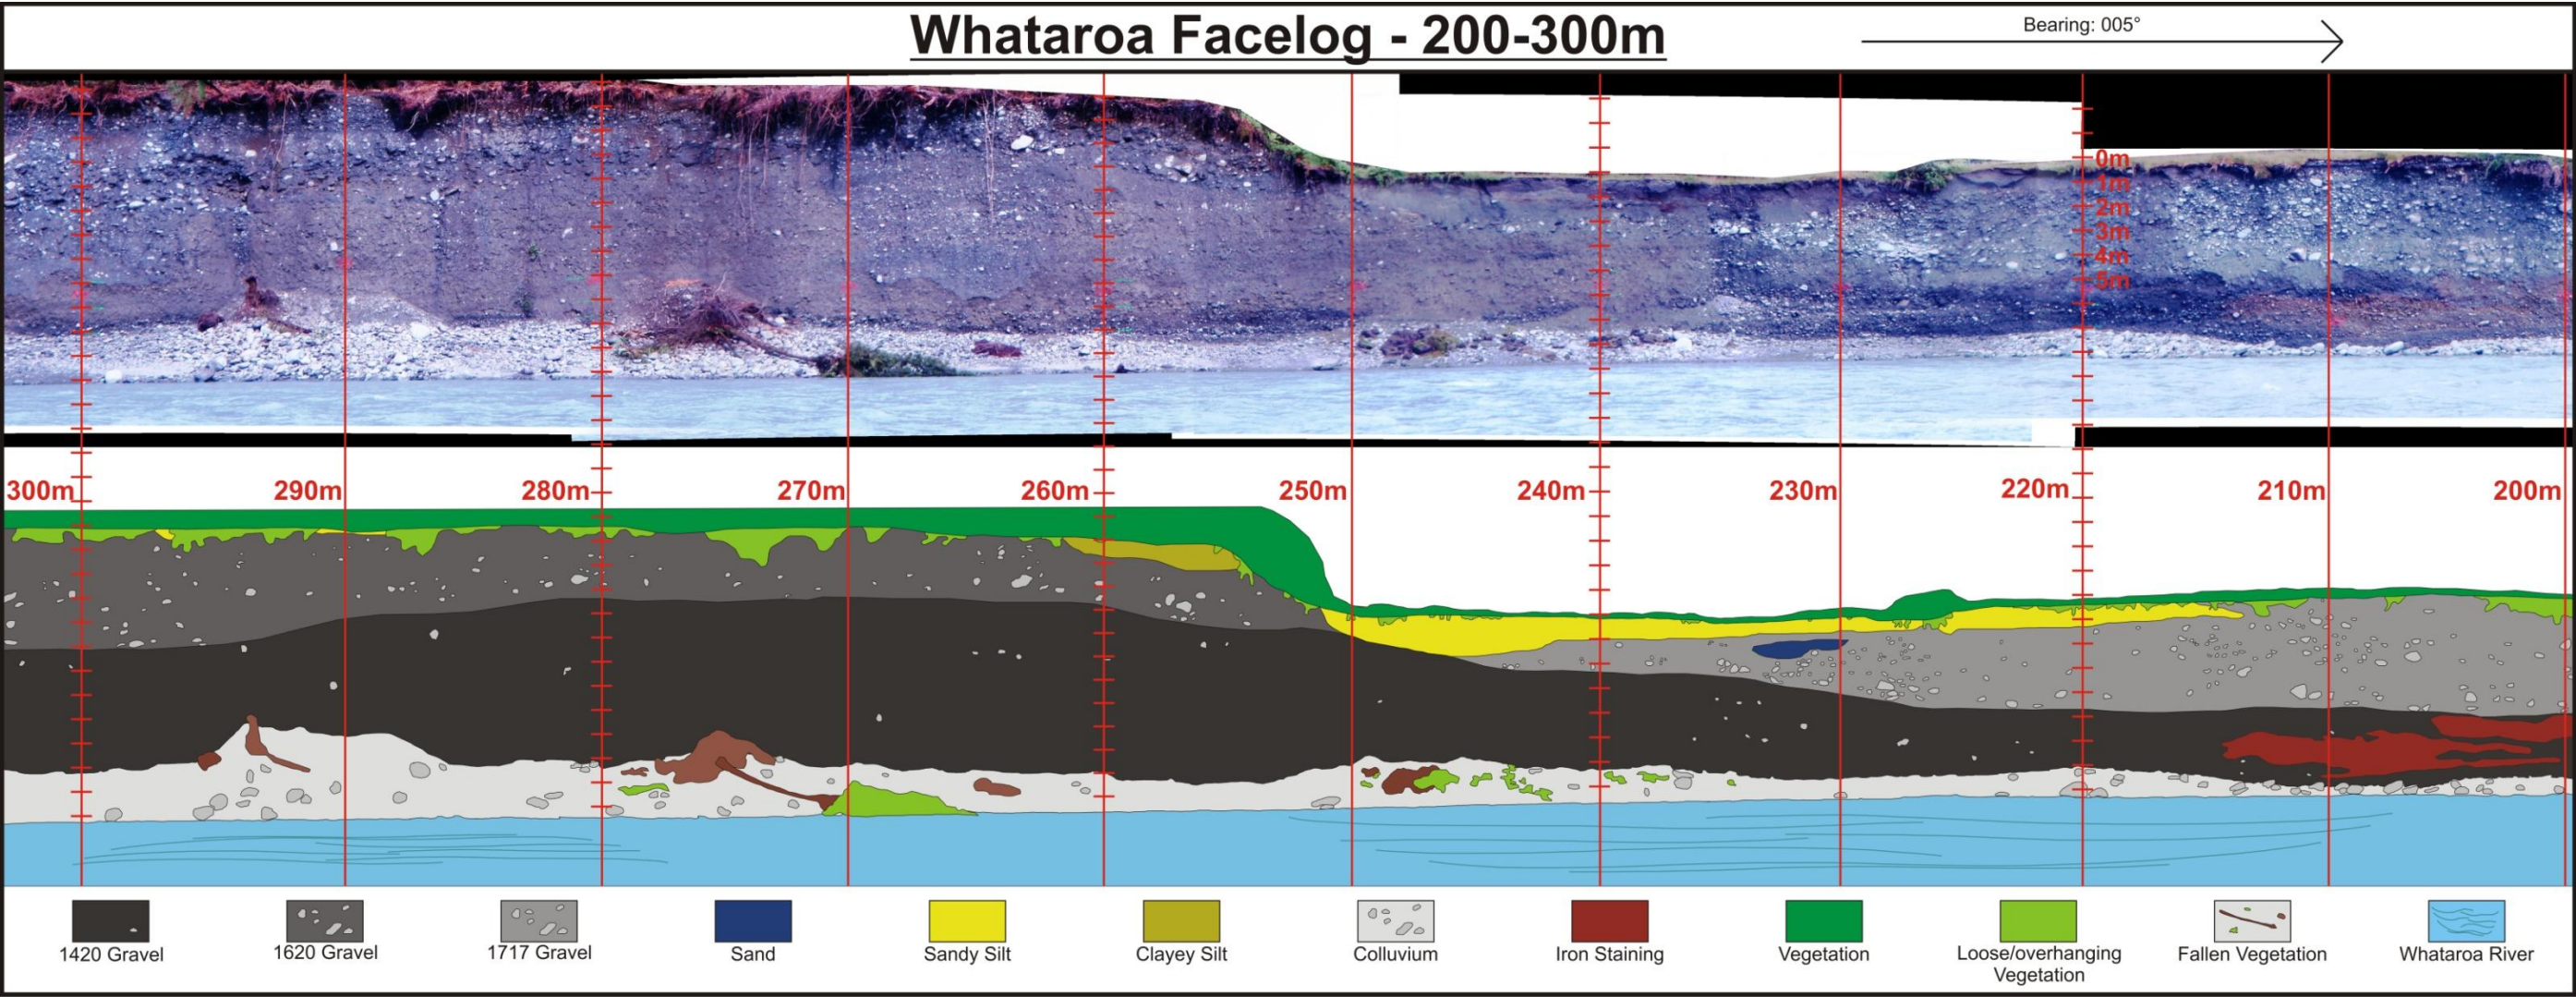 Whataroa Facelog - 200-300m
Bearing: 005°
0m
1m
2m
3m
4m
5m
300m 290m 280m 270m 260m 250m 240m 230m 220m 210m 200m
1420 Gravel
1620 Gravel
1717 Gravel
Sand
Sandy Silt
Clayey Silt
Colluvium
Iron Staining
Vegetation
Loose/overhanging
Vegetation
Fallen Vegetation
Whataroa River